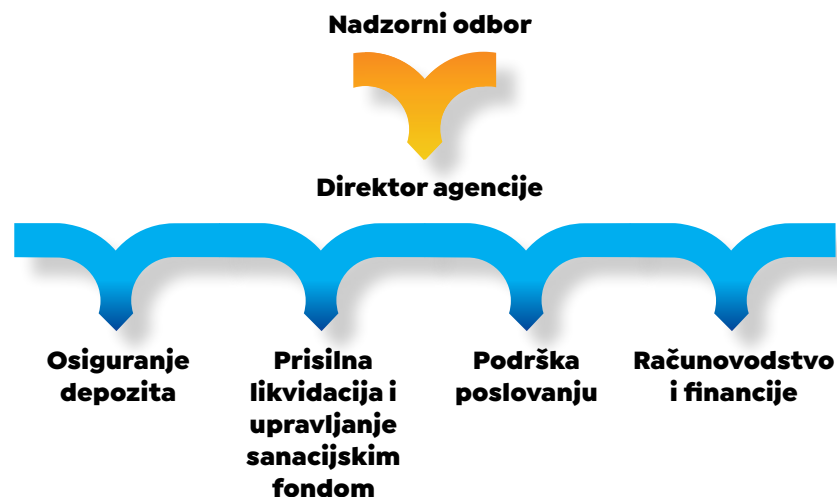 Nadzorni odbor
Direktor agencije
Osiguranje
depozita
Prisilna
likvidacija i
upravljanje
sanacijskim
fondom
Podrška
poslovanju
Računovodstvo
i financije